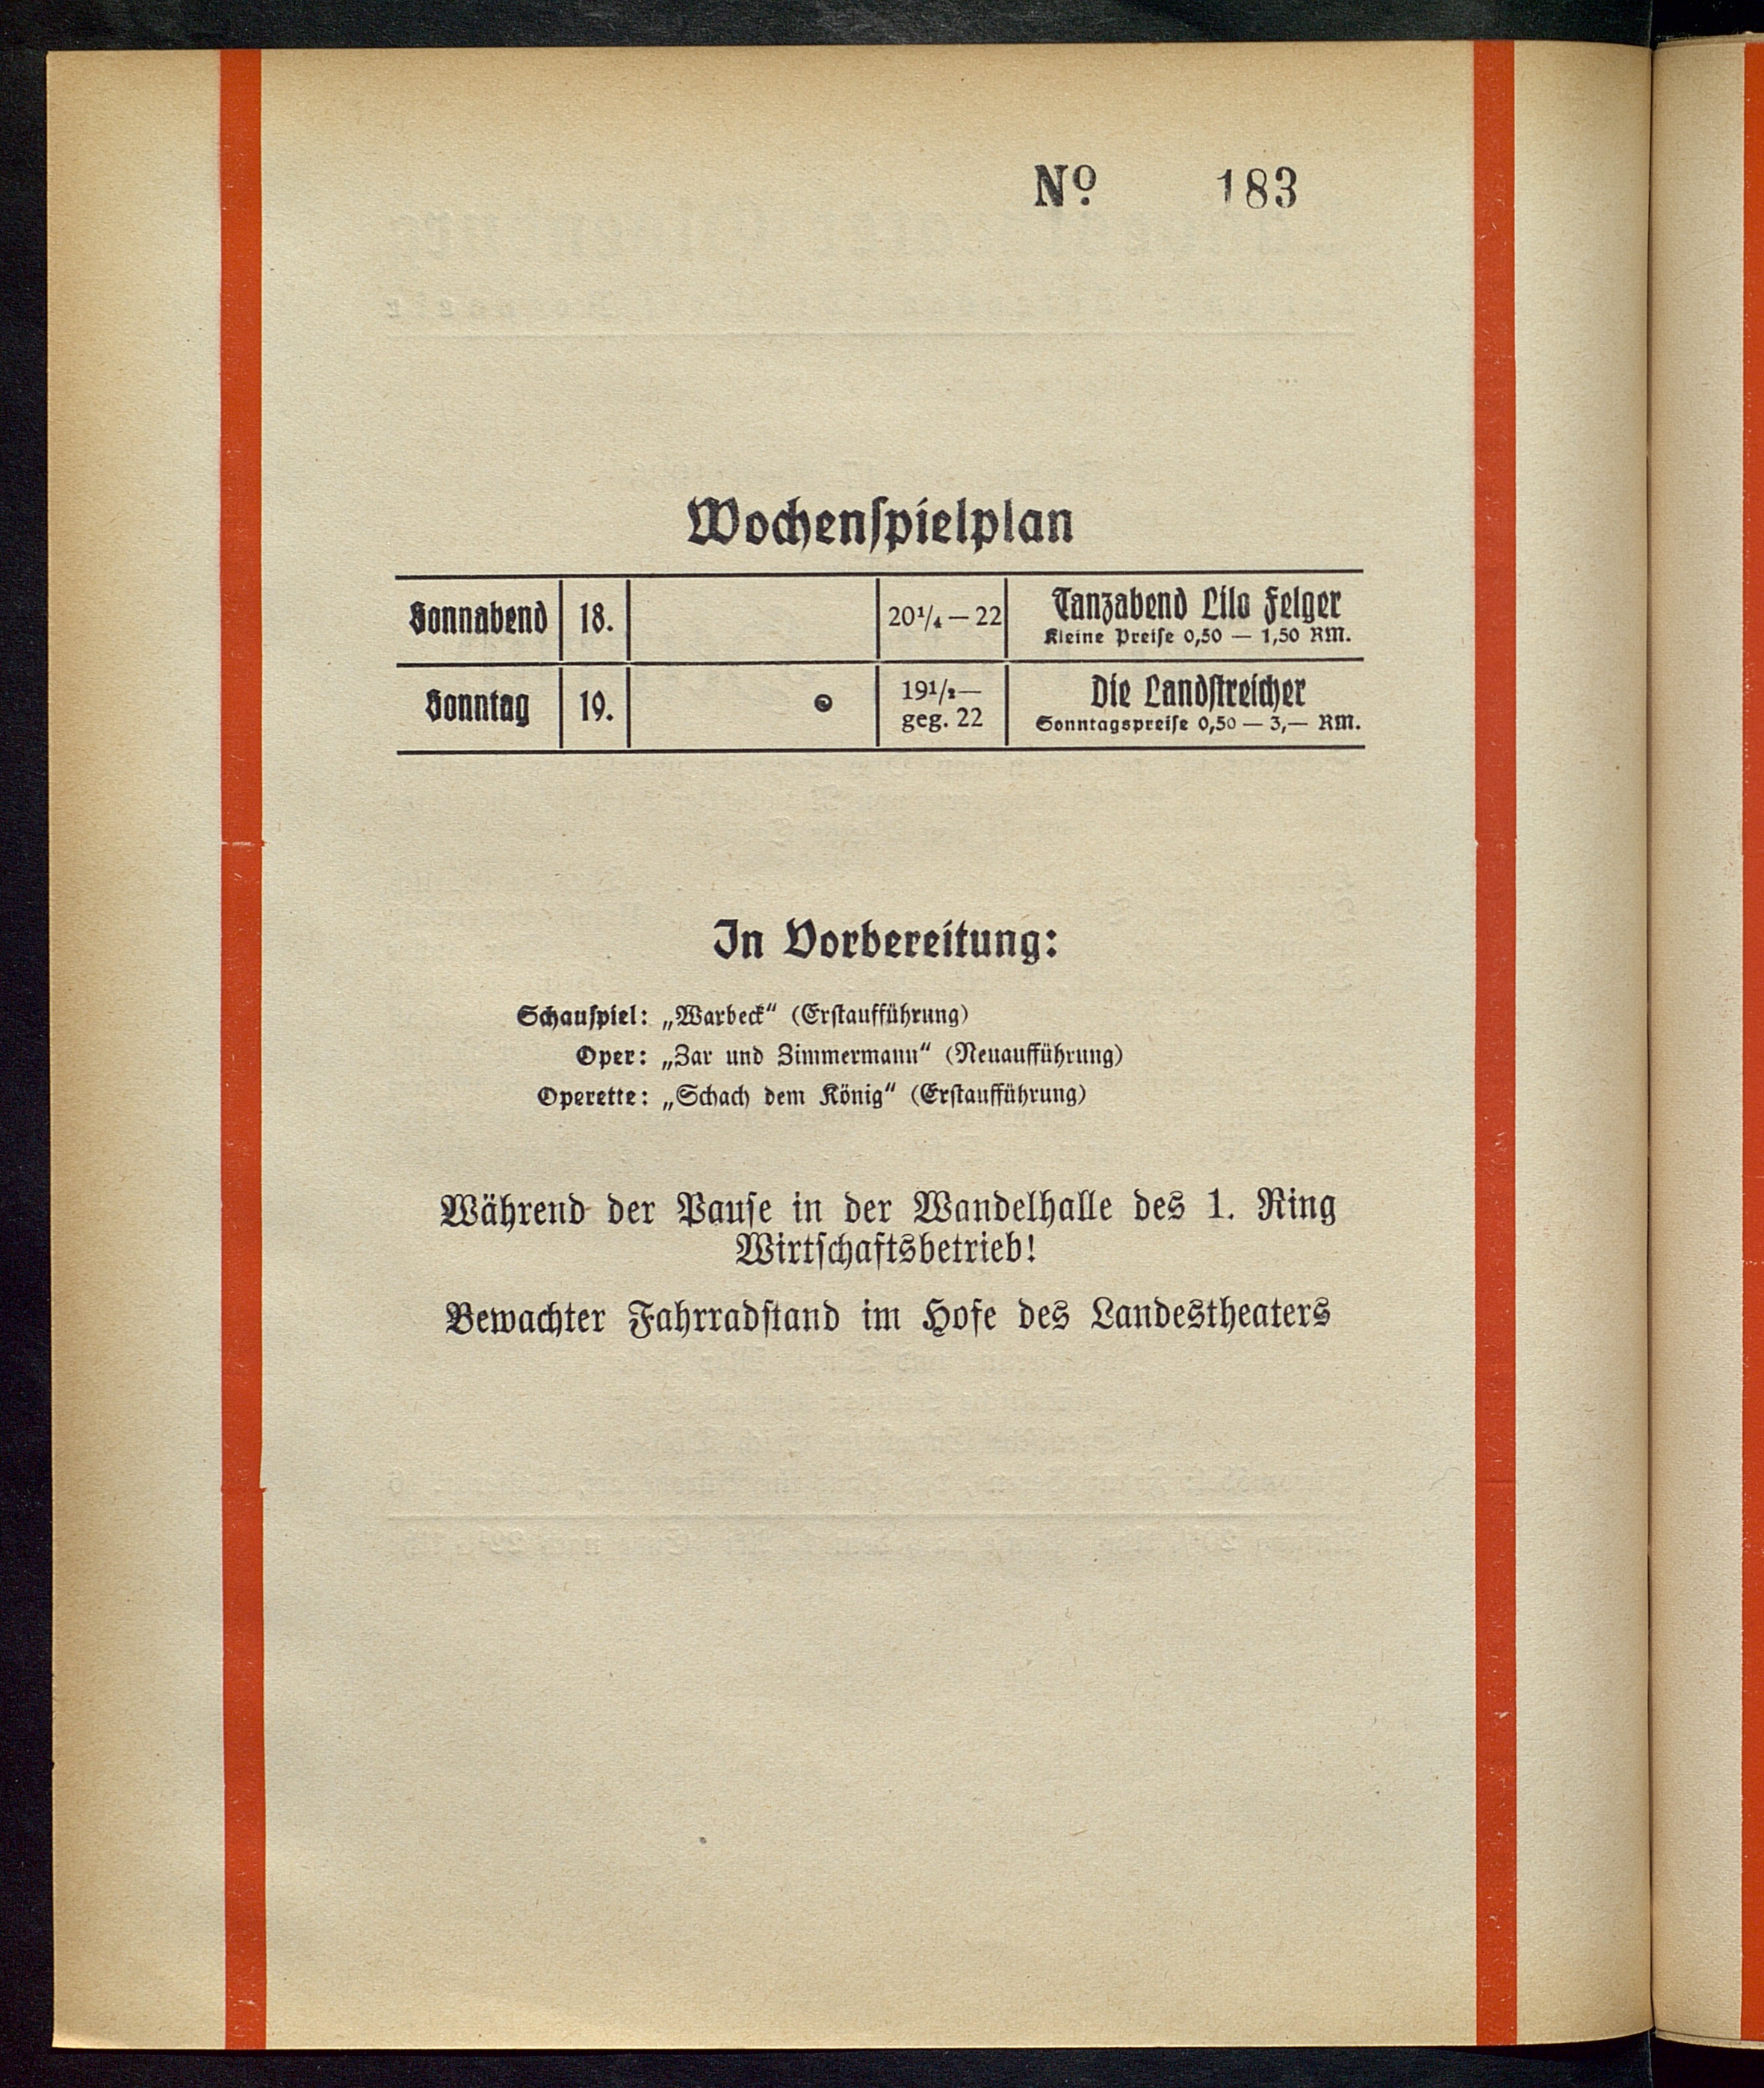 Nº 183
Wochenspielplan
Sonnabend 18. 20¼ — 22 Tanzabend Lilo Felger
Kleine Preise 0,50 — 1,50 RM.
Sonntag 19. 19½ — geg. 22 Die Landstreicher
Sonntagspreise 0,50 — 3,— RM.
In Vorbereitung:
Schauspiel: „Warbeck“ (Erstaufführung)
Oper: „Zar und Zimmermann“ (Neuaufführung)
Operette: „Schach dem König“ (Erstaufführung)
Während der Pause in der Wandelhalle des 1. Ring
Wirtschaftsbetrieb!
Bewachter Fahrradstand im Hofe des Landestheaters